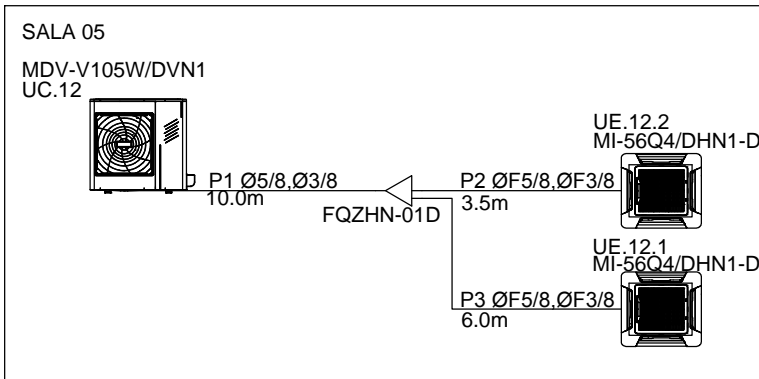 SALA 05
MDV-V105W/DVN1
UC.12
UE.12.2
MI-56Q4/DHN1-D
P1 Ø5/8,Ø3/8
10.0m
FQZHN-01D
P2 ØF5/8,ØF3/8
3.5m
UE.12.1
MI-56Q4/DHN1-D
P3 ØF5/8,ØF3/8
6.0m